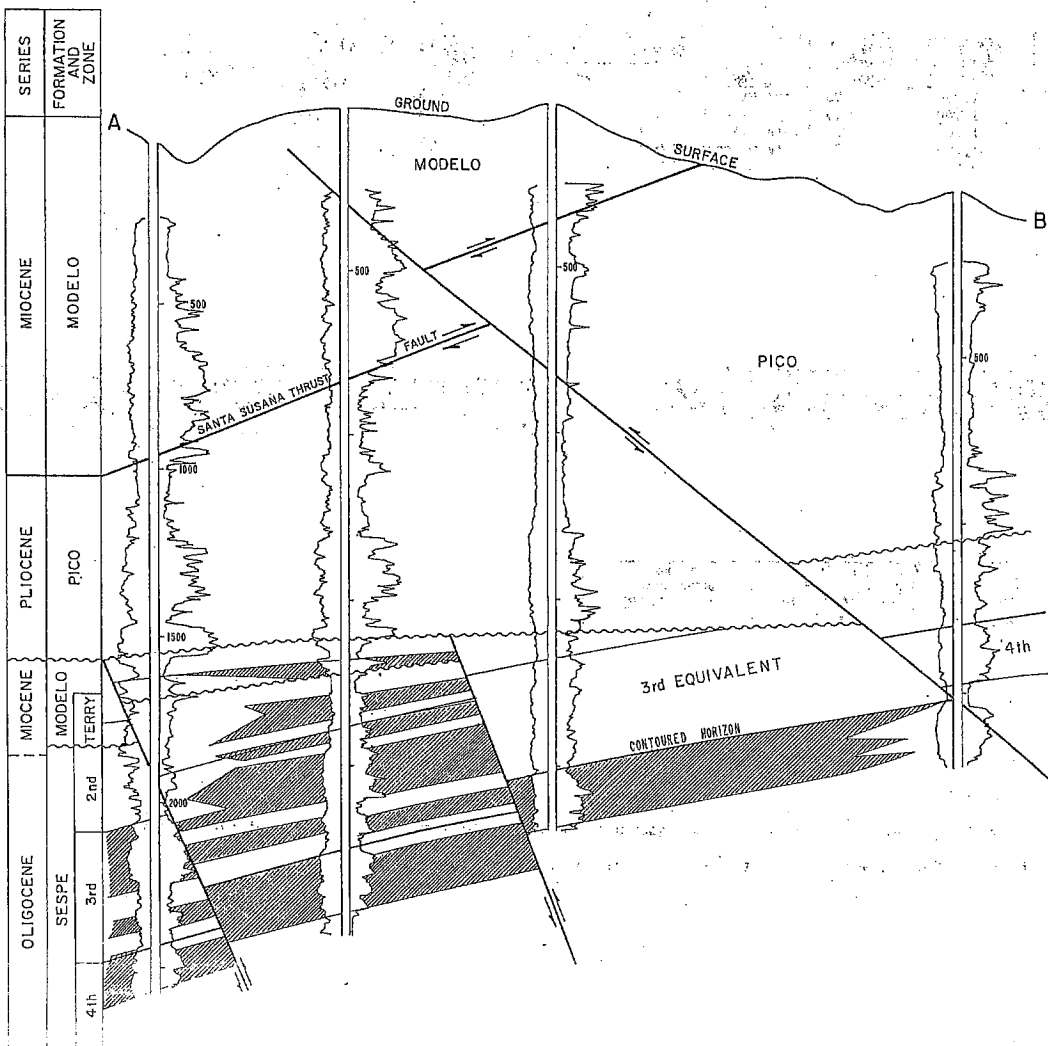 SERIES
FORMATION
AND
ZONE
MIOCENE
MODELO
PLIOCENE
PICO
MIOCENE
MODELO
TERRY
OLIGOCENE
SESPE
2nd
3rd
4th
A
GROUND
MODELO
SURFACE
B
500
500
500
500
PICO
FAULT
SANTA SUSANA THRUST
1000
1500
2000
3rd EQUIVALENT
4th
CONTOURED HORIZON